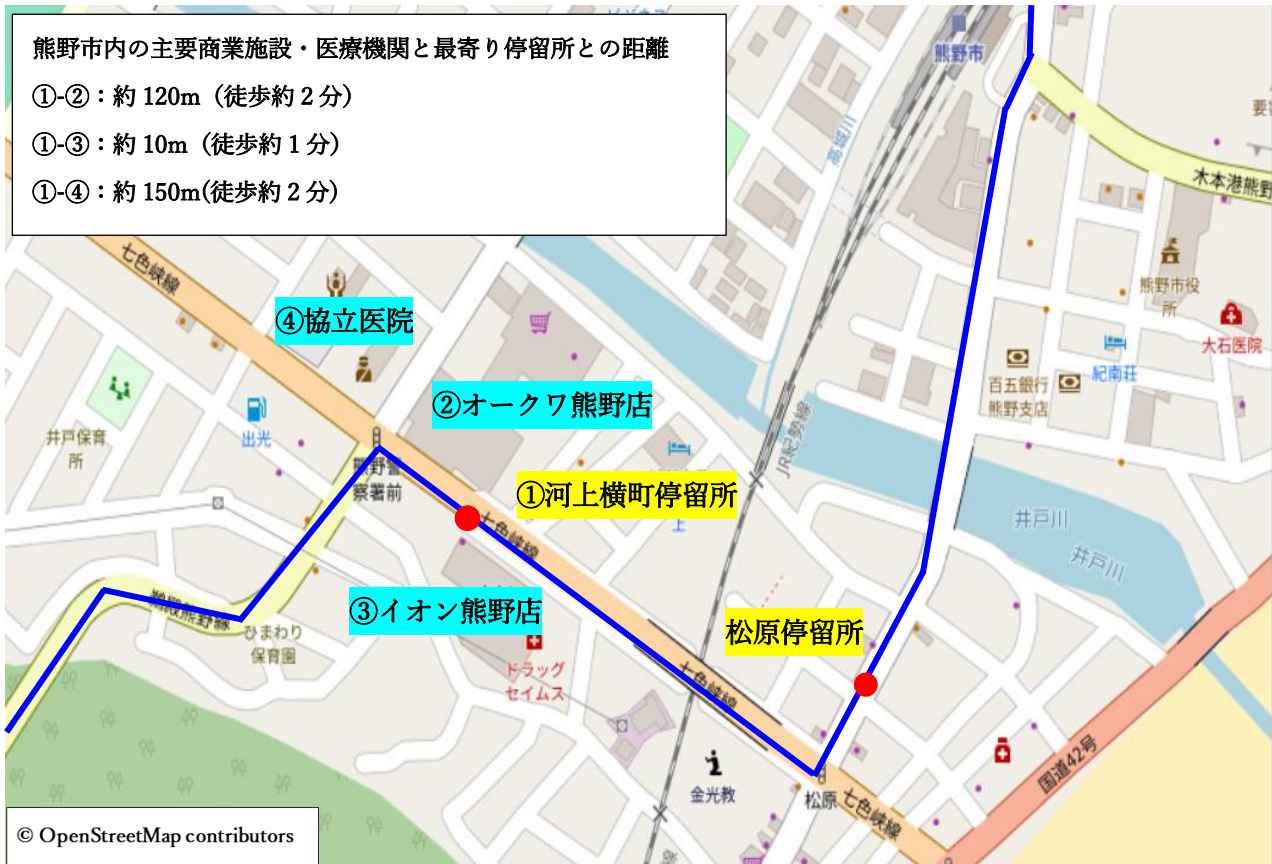 熊野市内の主要商業施設・医療機関と最寄り停留所との距離
①-②：約 120m（徒歩約 2 分）
①-③：約 10m（徒歩約 1 分）
①-④：約 150m(徒歩約 2 分)
熊野市
高城川
木本港熊野
七色峡線
④協立医院
熊野市役
所
大石医院
紀南荘
百五銀行
熊野支店
②オークワ熊野店
出光
井戸保育
所
熊野警
察署前
JR紀勢線
①河上横町停留所
上
七色峡線
井戸川
井戸川
③イオン熊野店
鵜殿熊野線
ひまわり
保育園
松原停留所
ドラッグ
セイムス
七色峡線
国道42号
金光教
松原
七色峡線
© OpenStreetMap contributors